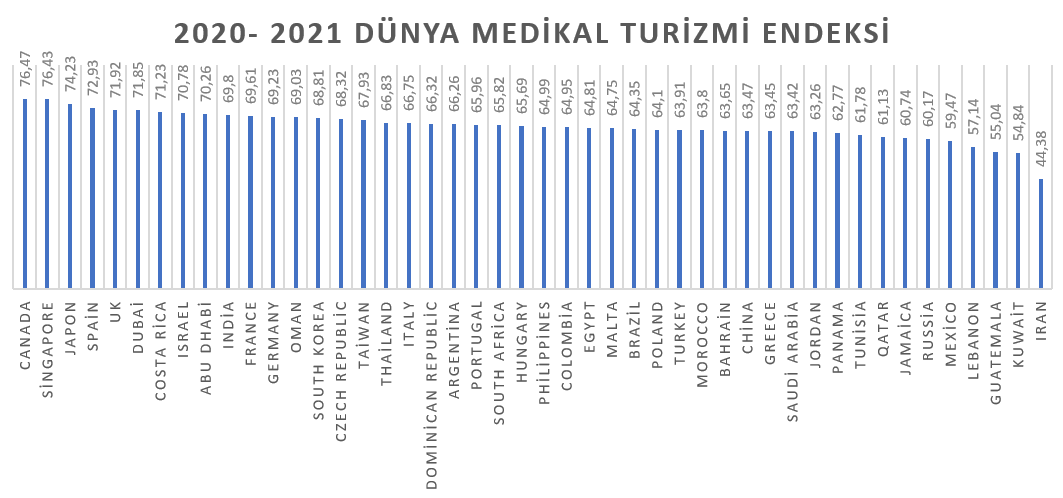 2020- 2021 DÜNYA MEDİKAL TURİZMİ ENDEKSİ
76,47
76,43
74,23
72,93
71,92
71,85
71,23
70,78
70,26
69,8
69,61
69,23
69,03
68,81
68,32
67,93
66,83
66,75
66,32
66,26
65,96
65,82
65,69
64,99
64,95
64,81
64,75
64,35
64,1
63,91
63,8
63,65
63,47
63,45
63,42
63,26
62,77
61,78
61,13
60,74
60,17
59,47
57,14
55,04
54,84
44,38
CANADA
SİNGAPORE
JAPON
SPAİN
UK
DUBAİ
COSTA RİCA
ISRAEL
ABU DHABİ
İNDİA
FRANCE
GERMANY
OMAN
SOUTH KOREA
CZECH REPUBLIC
TAİWAN
THAİLAND
ITALY
DOMİNİCAN REPUBLİC
ARGENTİNA
PORTUGAL
SOUTH AFRİCA
HUNGARY
PHİLİPPİNES
COLOMBİA
EGYPT
MALTA
BRAZİL
POLAND
TURKEY
MOROCCO
BAHRAİN
CHİNA
GREECE
SAUDİ ARABİA
JORDAN
PANAMA
TUNİSİA
QATAR
JAMAİCA
RUSSİA
MEXİCO
LEBANON
GUATEMALA
KUWAİT
IRAN